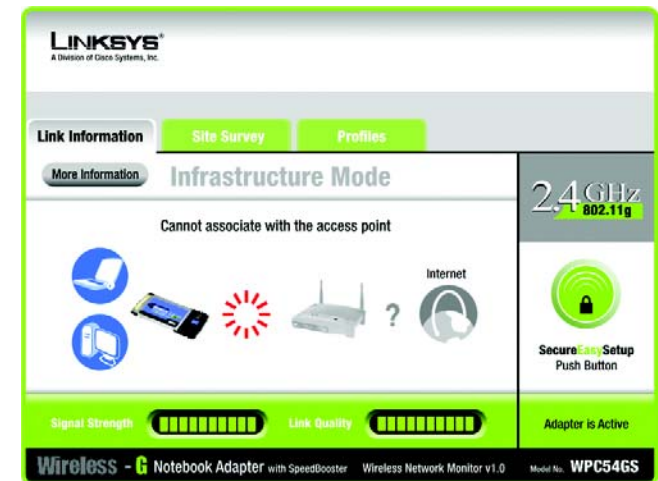 LINKSYS®
A Division of Cisco Systems, Inc.
Link Information
Site Survey
Profiles
More Information
Infrastructure Mode
2.4 GHz
802.11g
Cannot associate with the access point
Internet
?
SecureEasySetup
Push Button
Signal Strength
Link Quality
Adapter is Active
Wireless - G Notebook Adapter with SpeedBooster Wireless Network Monitor v1.0 Model No. WPC54GS